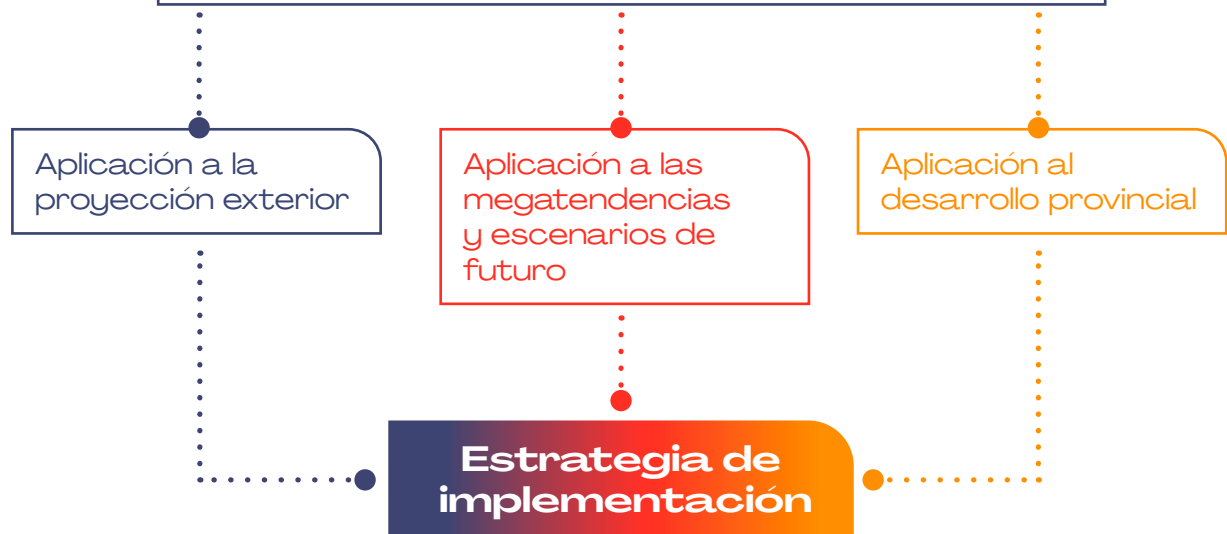 Aplicación a la
proyección exterior
Aplicación a las
megatendencias
y escenarios de
futuro
Aplicación al
desarrollo provincial
Estrategia de
implementación